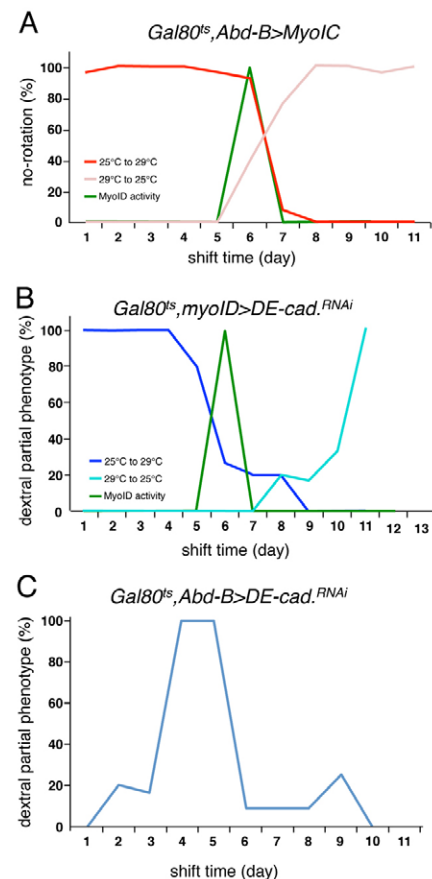 A
Gal80ts,Abd-B>MyoIC
no-rotation (%)
100
80
60
40
20
0
25°C to 29°C
29°C to 25°C
MyoID activity
1 2 3 4 5 6 7 8 9 10 11
shift time (day)
B
Gal80ts,myoID>DE-cad.RNAi
dextral partial phenotype (%)
100
80
60
40
20
0
25°C to 29°C
29°C to 25°C
MyoID activity
1 2 3 4 5 6 7 8 9 10 11 12 13
shift time (day)
C
Gal80ts,Abd-B>DE-cad.RNAi
dextral partial phenotype (%)
100
80
60
40
20
0
1 2 3 4 5 6 7 8 9 10 11
shift time (day)